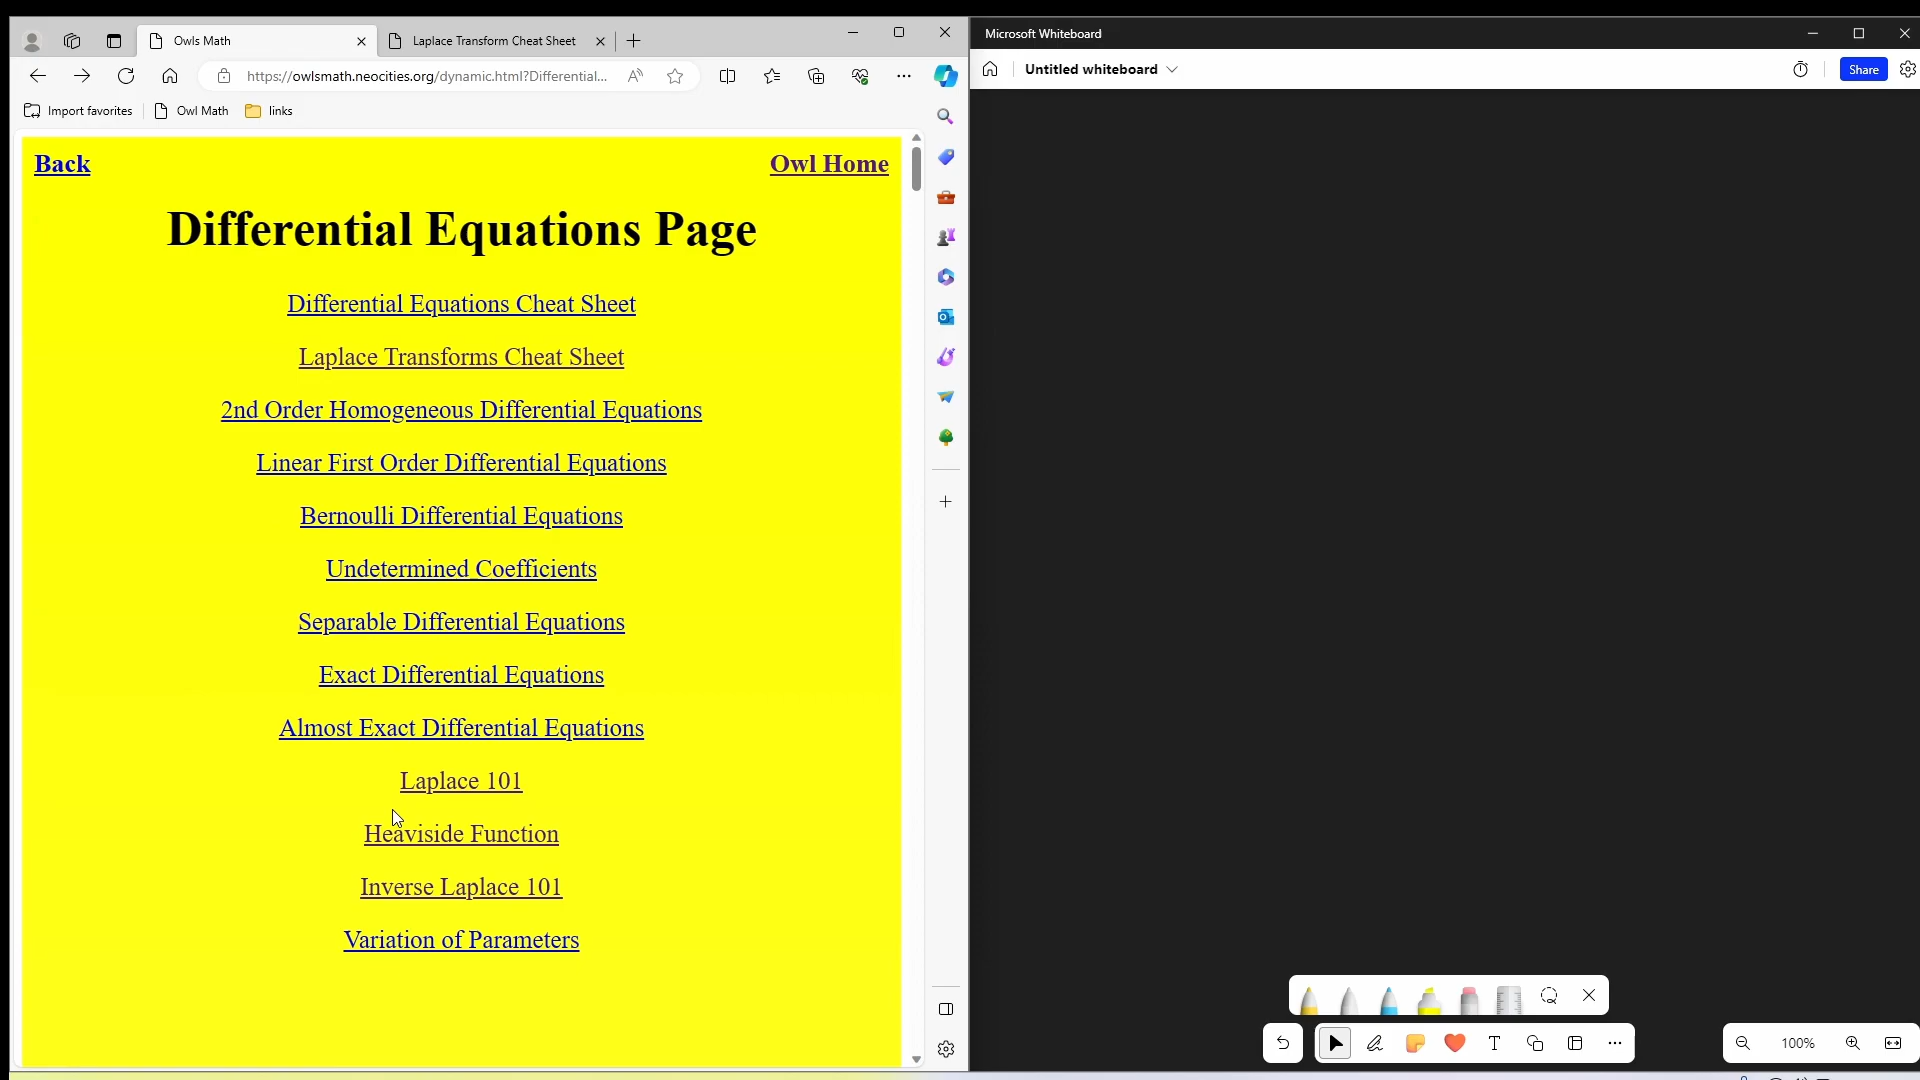 Owls Math
Laplace Transform Cheat Sheet
https://owlsmath.neocities.org/dynamic.html?Differential...
Import favorites
Owl Math
links
Back
Owl Home
Differential Equations Page
Differential Equations Cheat Sheet
Laplace Transforms Cheat Sheet
2nd Order Homogeneous Differential Equations
Linear First Order Differential Equations
Bernoulli Differential Equations
Undetermined Coefficients
Separable Differential Equations
Exact Differential Equations
Almost Exact Differential Equations
Laplace 101
Heaviside Function
Inverse Laplace 101
Variation of Parameters
Microsoft Whiteboard
Untitled whiteboard
Share
100%